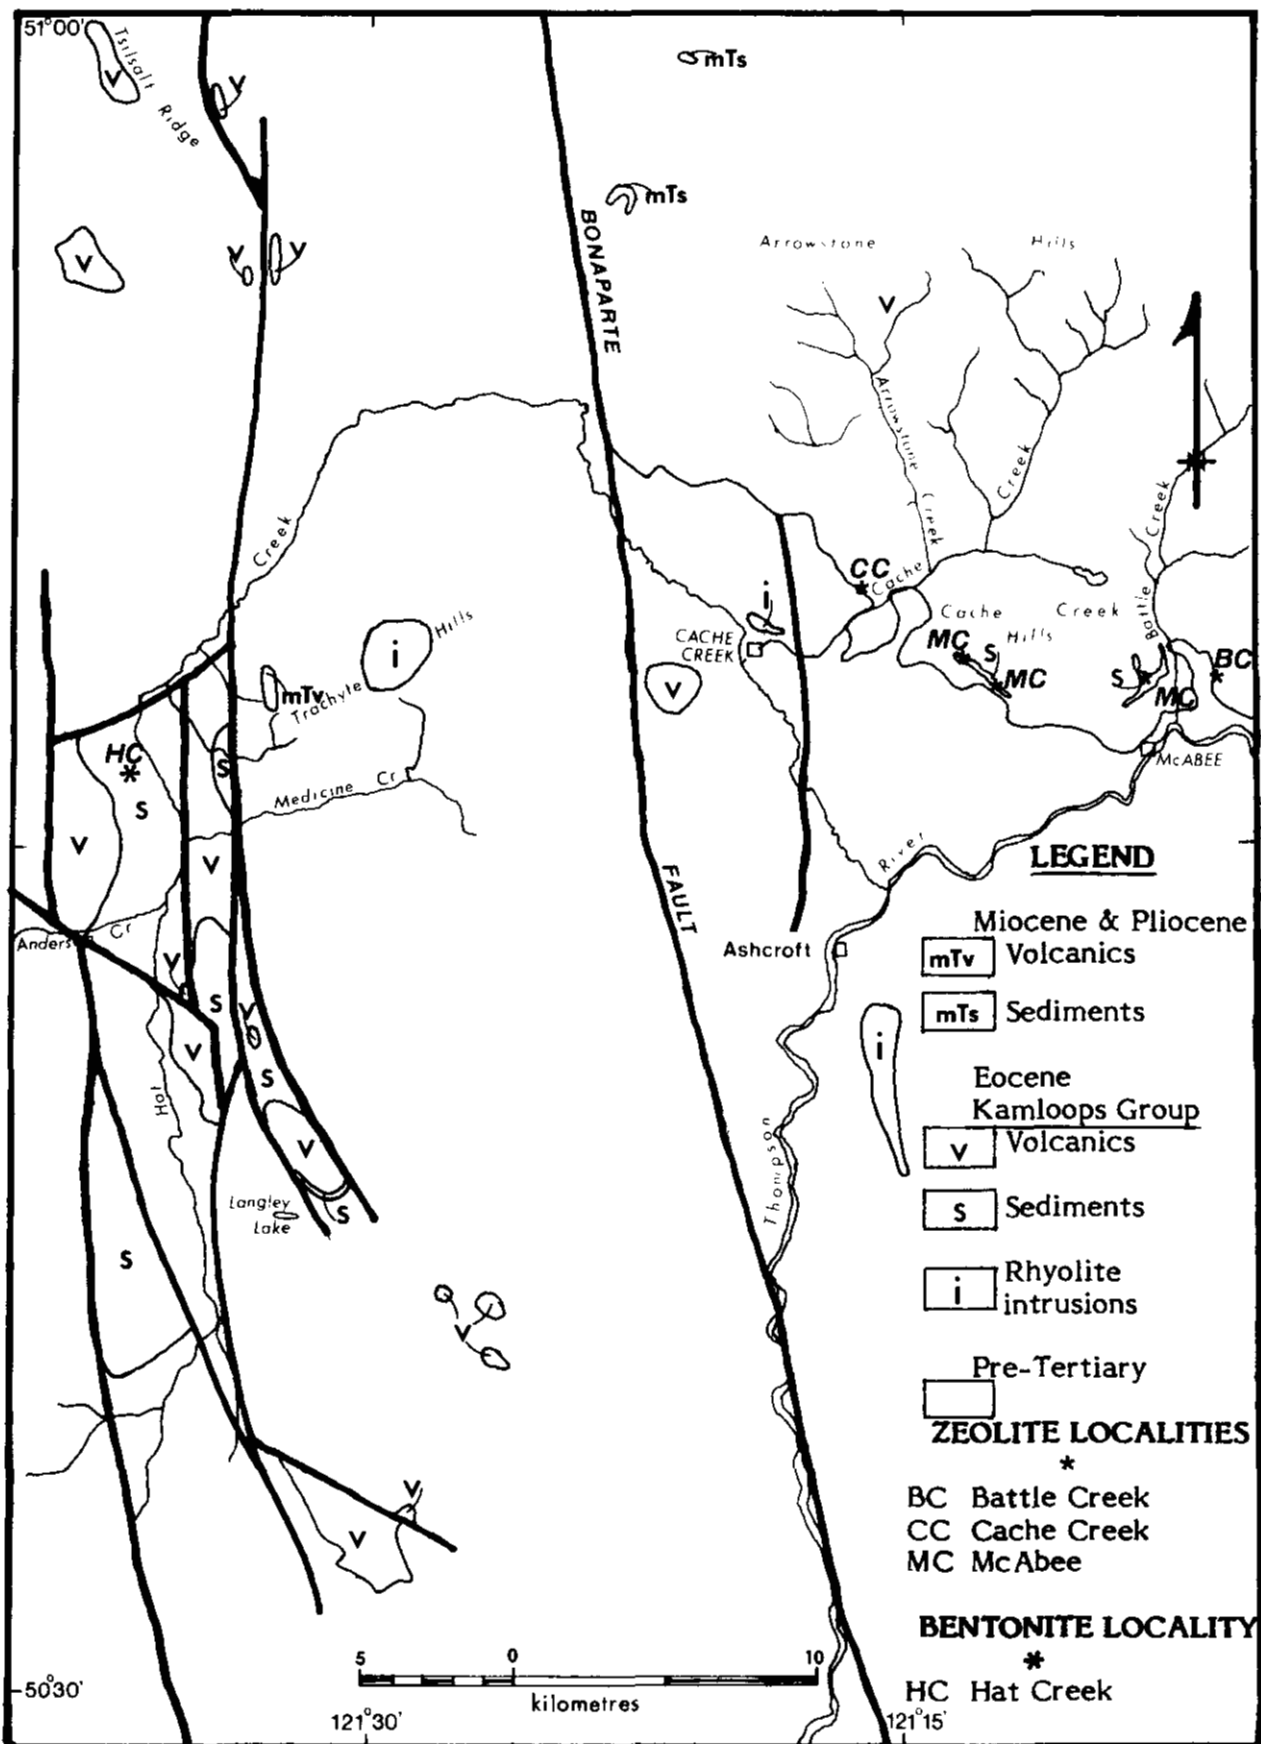 51°00'
Tsilsalt
Ridge
V
V
mTs
mTs
V
V
V
BONAPARTE
Arrowstone Hills
V
Arrowstone Creek
Creek
Creek
Battle Creek
CC
Cache
i
Cache Creek
Hills
CACHE
CREEK
MC
S
MC
S
MC
BC
McABEE
V
i
Hills
Trachyte
mTv
HC
S
S
Medicine Cr
V
V
River
FAULT
Ashcroft
Anders
Cr
V
S
V
V
S
Hat
V
Thompson
Langley
Lake
S
S
V
V
V
LEGEND
Miocene & Pliocene
mTv Volcanics
mTs Sediments
i
Eocene
Kamloops Group
V Volcanics
S Sediments
i Rhyolite
intrusions
Pre-Tertiary
ZEOLITE LOCALITIES
*
BC Battle Creek
CC Cache Creek
MC McAbee
BENTONITE LOCALITY
*
HC Hat Creek
50°30'
5 0 10
kilometres
121°30'
121°15'